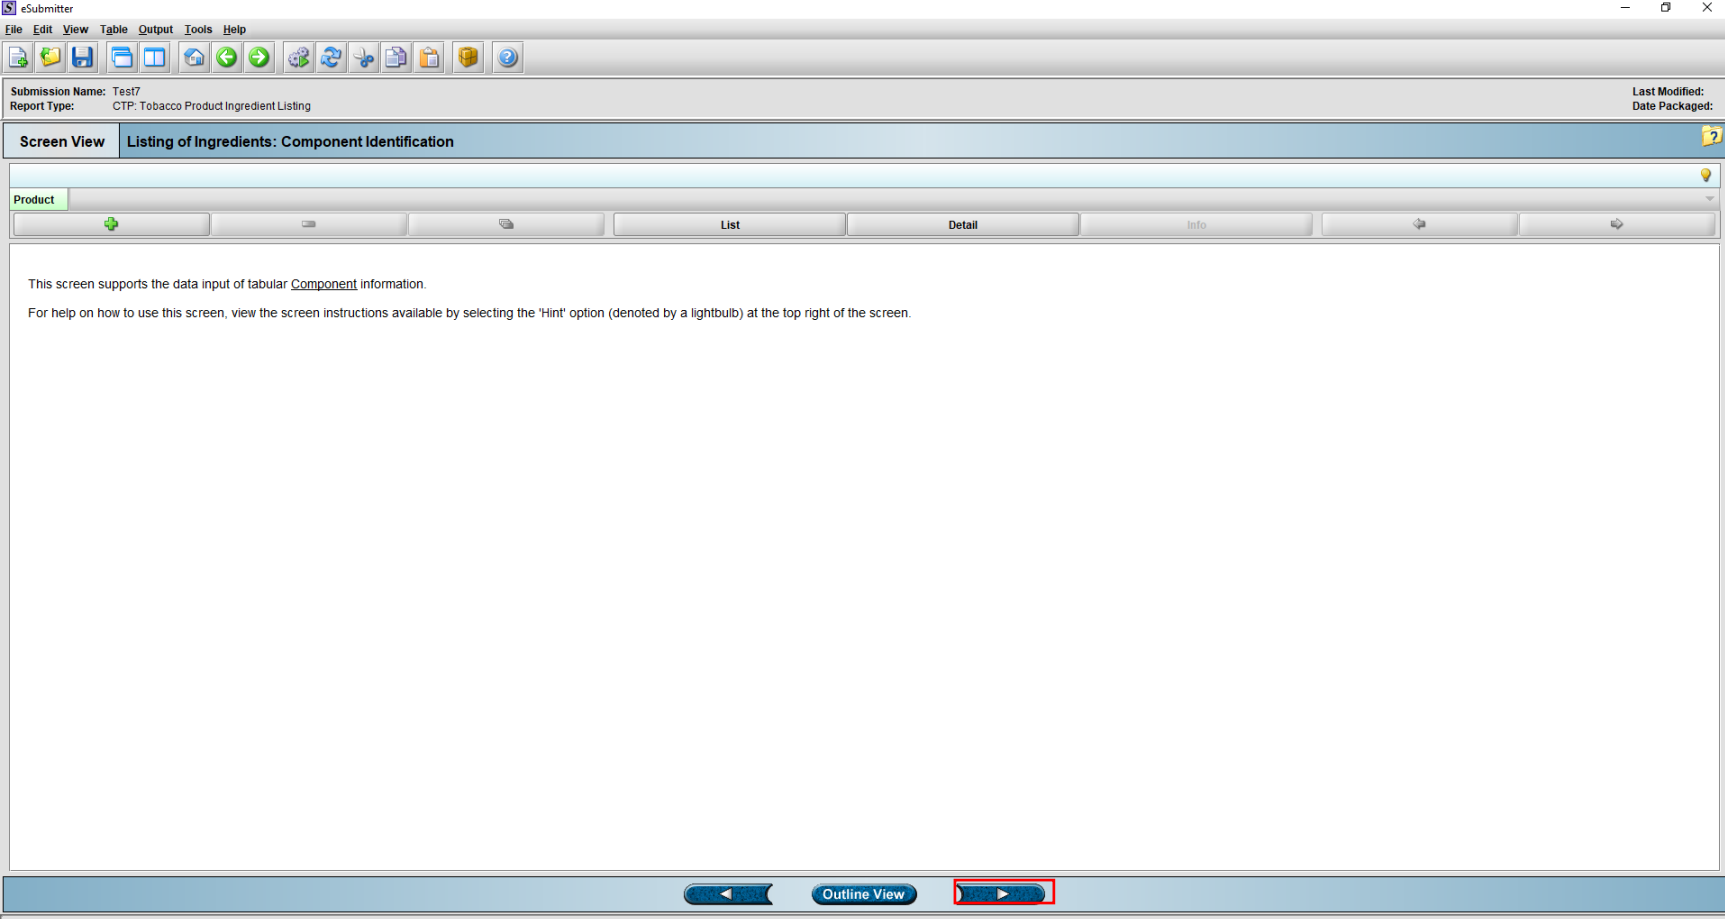 eSubmitter
File Edit View Table Output Tools Help
Submission Name: Test7
Last Modified:
Report Type: CTP: Tobacco Product Ingredient Listing
Date Packaged:
Screen View
Listing of Ingredients: Component Identification
Product
List Detail Info
This screen supports the data input of tabular Component information.
For help on how to use this screen, view the screen instructions available by selecting the 'Hint' option (denoted by a lightbulb) at the top right of the screen.
Outline View